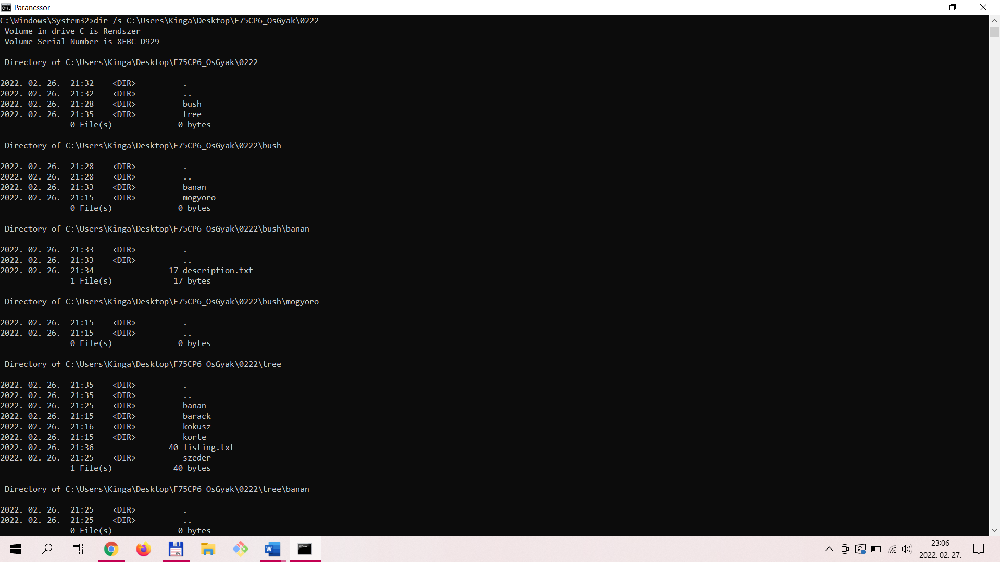 Parancssor
C:\Windows\System32>dir /s C:\Users\Kinga\Desktop\F75CP6_OsGyak\0222
 Volume in drive C is Rendszer
 Volume Serial Number is 8EBC-D929

 Directory of C:\Users\Kinga\Desktop\F75CP6_OsGyak\0222

2022. 02. 26.  21:32    <DIR>          .
2022. 02. 26.  21:32    <DIR>          ..
2022. 02. 26.  21:28    <DIR>          bush
2022. 02. 26.  21:35    <DIR>          tree
               0 File(s)              0 bytes

 Directory of C:\Users\Kinga\Desktop\F75CP6_OsGyak\0222\bush

2022. 02. 26.  21:28    <DIR>          .
2022. 02. 26.  21:28    <DIR>          ..
2022. 02. 26.  21:33    <DIR>          banan
2022. 02. 26.  21:15    <DIR>          mogyoro
               0 File(s)              0 bytes

 Directory of C:\Users\Kinga\Desktop\F75CP6_OsGyak\0222\bush\banan

2022. 02. 26.  21:33    <DIR>          .
2022. 02. 26.  21:33    <DIR>          ..
2022. 02. 26.  21:34                17 description.txt
               1 File(s)             17 bytes

 Directory of C:\Users\Kinga\Desktop\F75CP6_OsGyak\0222\bush\mogyoro

2022. 02. 26.  21:15    <DIR>          .
2022. 02. 26.  21:15    <DIR>          ..
               0 File(s)              0 bytes

 Directory of C:\Users\Kinga\Desktop\F75CP6_OsGyak\0222\tree

2022. 02. 26.  21:35    <DIR>          .
2022. 02. 26.  21:35    <DIR>          ..
2022. 02. 26.  21:25    <DIR>          banan
2022. 02. 26.  21:15    <DIR>          barack
2022. 02. 26.  21:16    <DIR>          kokusz
2022. 02. 26.  21:15    <DIR>          korte
2022. 02. 26.  21:36                40 listing.txt
2022. 02. 26.  21:25    <DIR>          szeder
               1 File(s)             40 bytes

 Directory of C:\Users\Kinga\Desktop\F75CP6_OsGyak\0222\tree\banan

2022. 02. 26.  21:25    <DIR>          .
2022. 02. 26.  21:25    <DIR>          ..
               0 File(s)              0 bytes
23:06
2022. 02. 27.